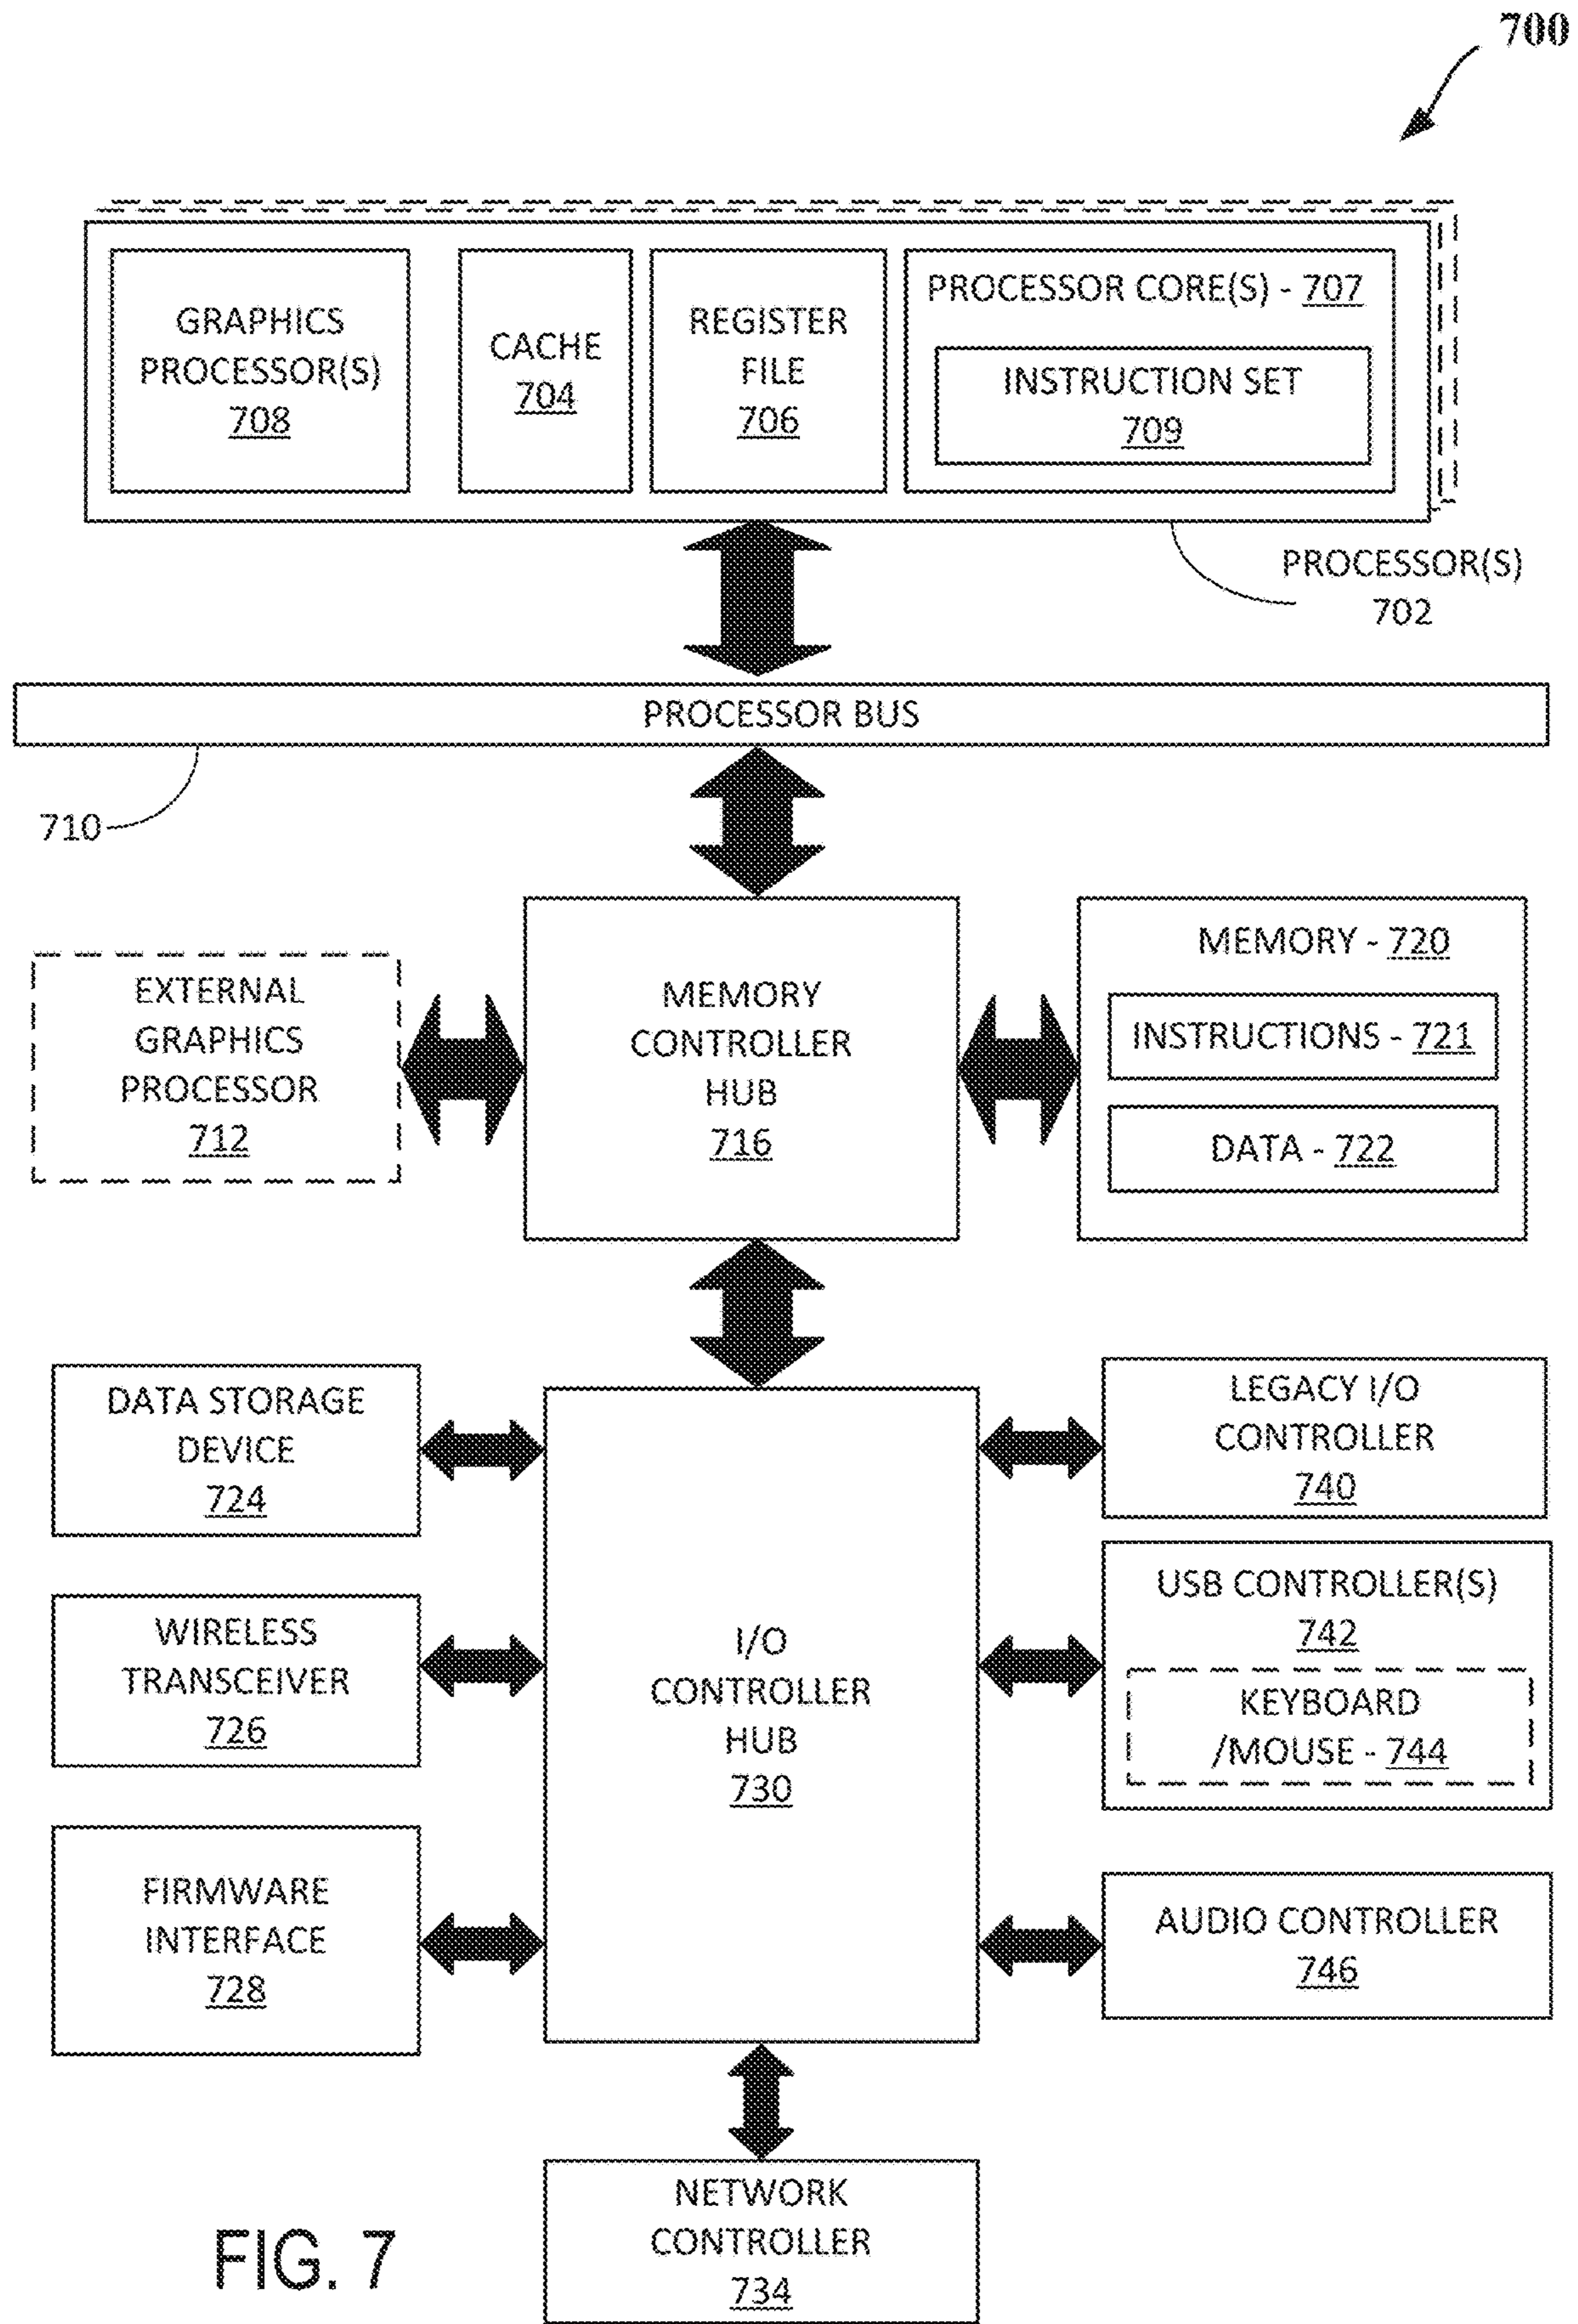 700
GRAPHICS
PROCESSOR(S)
708
CACHE
704
REGISTER
FILE
706
PROCESSOR CORE(S) - 707
INSTRUCTION SET
709
PROCESSOR(S)
702
PROCESSOR BUS
710
EXTERNAL
GRAPHICS
PROCESSOR
712
MEMORY
CONTROLLER
HUB
716
MEMORY - 720
INSTRUCTIONS - 721
DATA - 722
DATA STORAGE
DEVICE
724
WIRELESS
TRANSCEIVER
726
FIRMWARE
INTERFACE
728
I/O
CONTROLLER
HUB
730
LEGACY I/O
CONTROLLER
740
USB CONTROLLER(S)
742
KEYBOARD
/MOUSE - 744
AUDIO CONTROLLER
746
NETWORK
CONTROLLER
734
FIG. 7